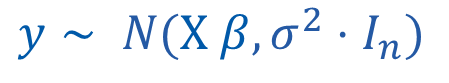 y ~ N(X β, σ² · Iₙ)